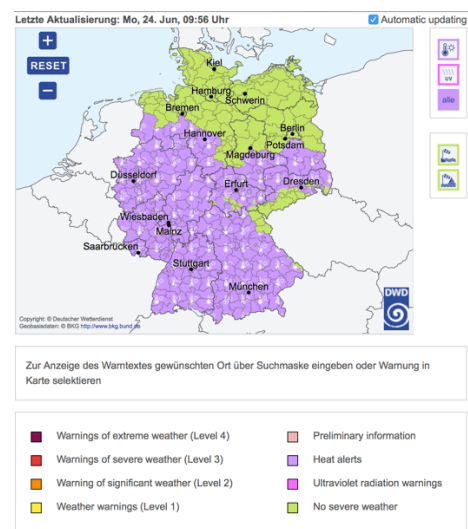 Letzte Aktualisierung: Mo, 24. Jun, 09:56 Uhr
Automatic updating
RESET
UV
alle
Kiel
Hamburg
Schwerin
Bremen
Hannover
Berlin
Potsdam
Magdeburg
Düsseldorf
Erfurt
Dresden
Wiesbaden
Mainz
Saarbrücken
Stuttgart
München
DWD
Copyright: © Deutscher Wetterdienst
Geobasisdaten: © BKG http://www.bkg.bund.de
Zur Anzeige des Warntextes gewünschten Ort über Suchmaske eingeben oder Warnung in
Karte selektieren
Warnings of extreme weather (Level 4)
Preliminary information
Warnings of severe weather (Level 3)
Heat alerts
Warning of significant weather (Level 2)
Ultraviolet radiation warnings
Weather warnings (Level 1)
No severe weather